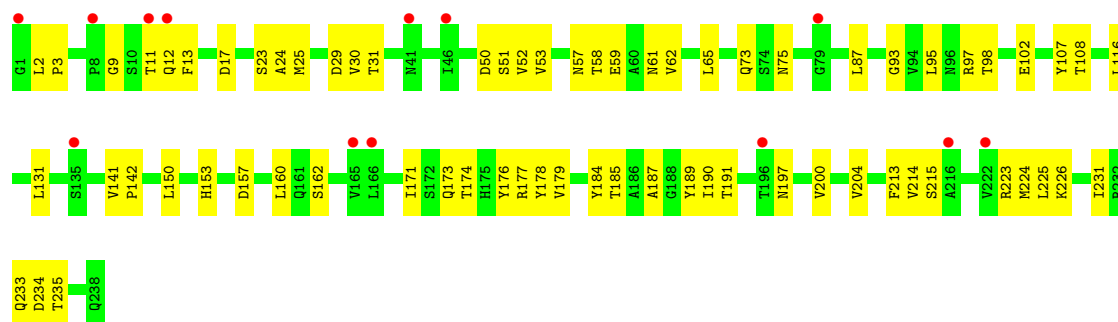 G1 L2 P3 P8 G9 S10 T11 Q12 F13 D17 S23 A24 M25 D29 V30 T31 N41 I46 D50 S51 V52 V53 N57 T58 E59 A60 N61 V62 L65 Q73 S74 N75 G79 L87 G93 V94 L95 N96 R97 T98 E102 Y107 T108 L116
L131 S135 V141 P142 L150 H153 D157 L160 Q161 S162 V165 L166 I171 S172 Q173 T174 H175 Y176 R177 Y178 V179 Y184 T185 A186 A187 G188 Y189 I190 T191 T196 N197 V200 V204 F213 V214 S215 A216 V222 R223 M224 L225 K226 I231
Q233 D234 T235 Q238